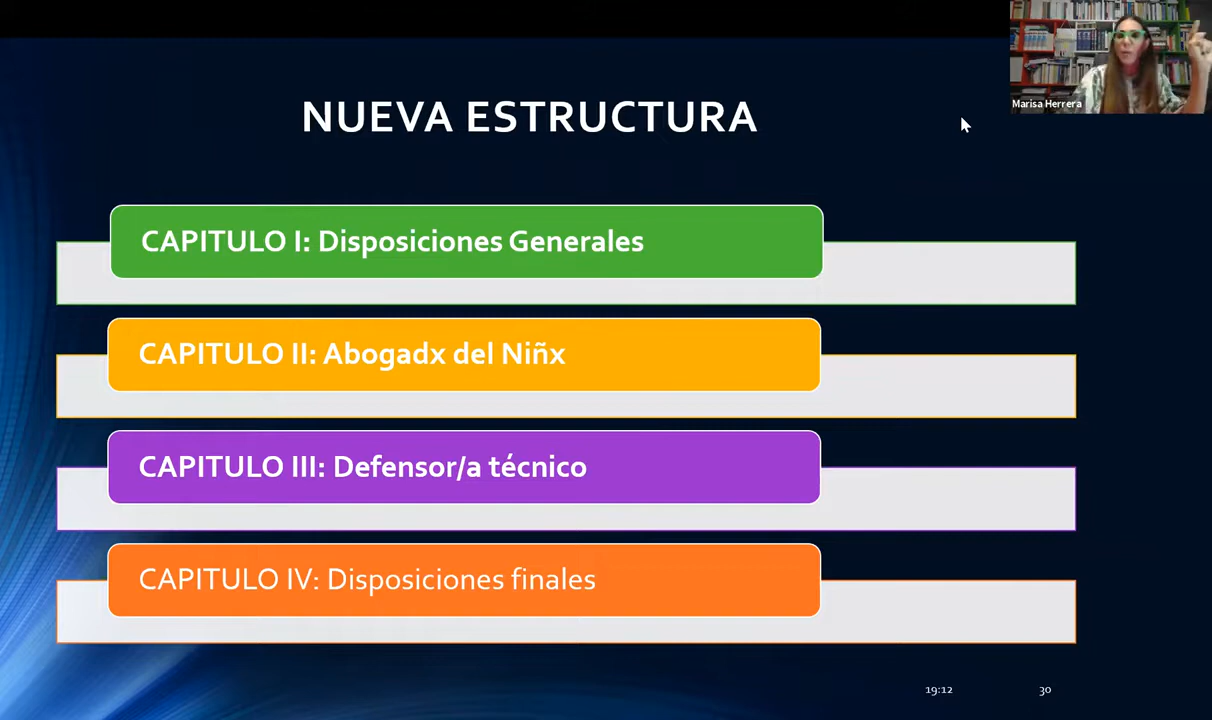 Marisa Herrera
NUEVA ESTRUCTURA
CAPITULO I: Disposiciones Generales
CAPITULO II: Abogadx del Niñx
CAPITULO III: Defensor/a técnico
CAPITULO IV: Disposiciones finales
19:12
30